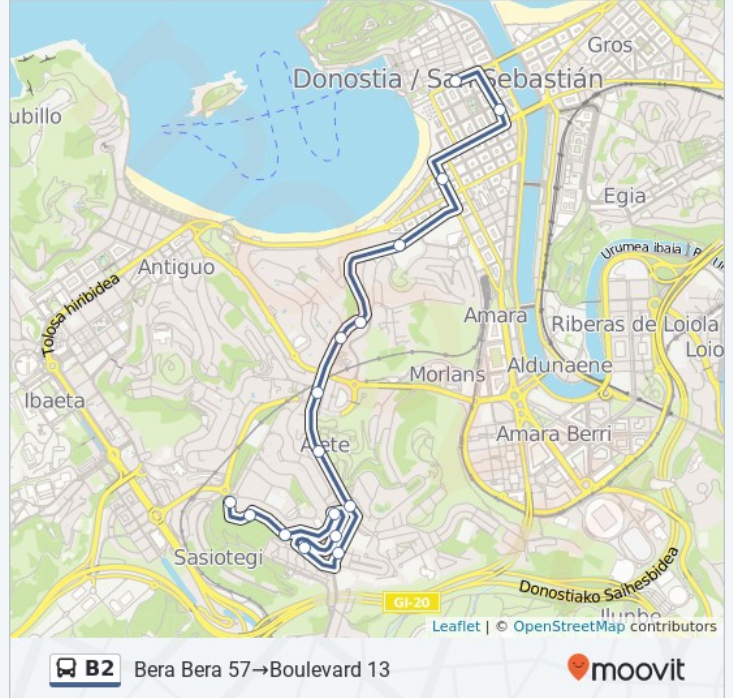 Gros
Donostia / San Sebastián
ubillo
Egia
Urumea ibaia
Antiguo
Tolosa hiribidea
Amara
Riberas de Loiola
Loio
Aldunaene
Morlans
Ibaeta
Amara Berri
Aiete
Sasiotegi
Donostiako Saihesbidea
GI-20
Leaflet | © OpenStreetMap contributors
B2 Bera Bera 57→Boulevard 13
moovit